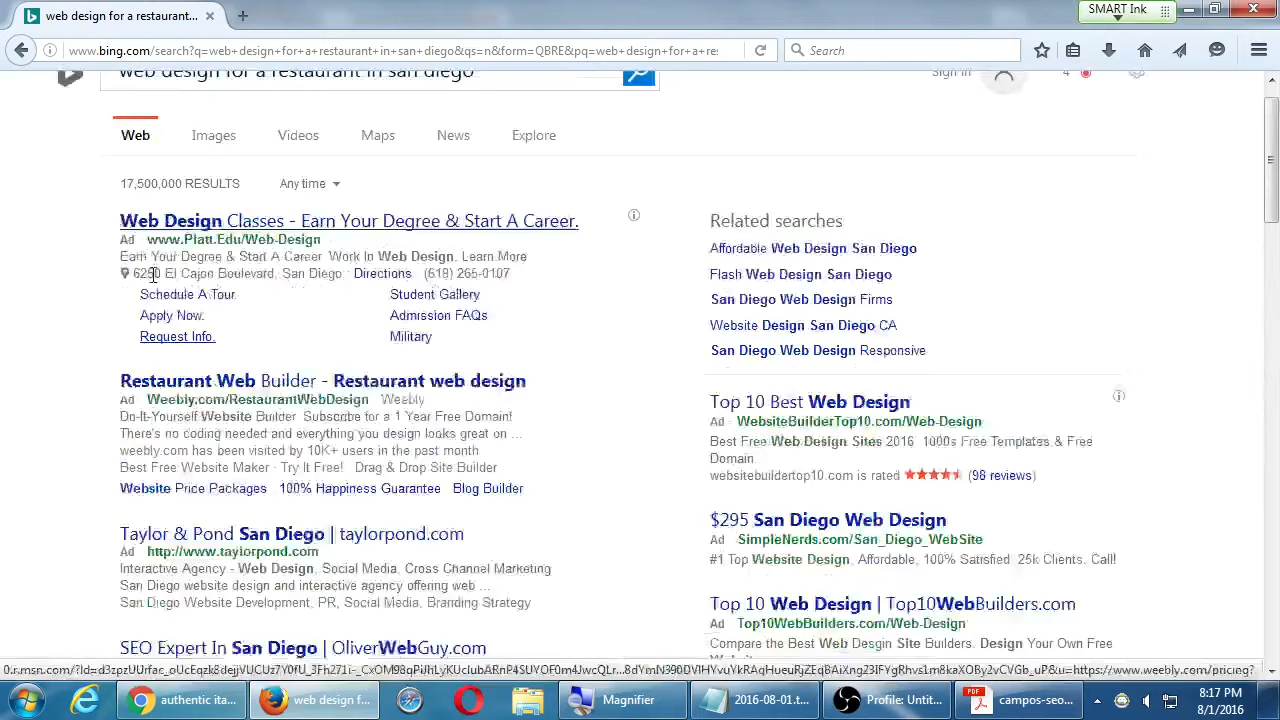 web design for a restaurant...
SMART Ink
www.bing.com/search?q=web+design+for+a+restaurant+in+san+diego&qs=n&form=QBRE&pq=web+design+for+a+res
Search
web design for a restaurant in san diego
Sign in
4
Web Images Videos Maps News Explore
17,500,000 RESULTS Any time
Web Design Classes - Earn Your Degree & Start A Career.
Ad www.Platt.Edu/Web-Design
Earn Your Degree & Start A Career Work In Web Design. Learn More
El Cajon Boulevard, San Diego Directions (619) 265-0107
Schedule A Tour. Student Gallery
Apply Now. Admission FAQs
Request Info. Military
Restaurant Web Builder - Restaurant web design
Ad Weebly.com/RestaurantWebDesign Weebly
Do-It-Yourself Website Builder Subscribe for a 1 Year Free Domain!
There's no coding needed and everything you design looks great on ...
weebly.com has been visited by 10K+ users in the past month
Best Free Website Maker · Try It Free! Drag & Drop Site Builder
Website Price Packages 100% Happiness Guarantee Blog Builder
Taylor & Pond San Diego | taylorpond.com
Ad http://www.taylorpond.com
Interactive Agency - Web Design, Social Media, Cross Channel Marketing
San Diego website design and interactive agency offering web ...
San Diego Website Development, PR, Social Media, Branding Strategy
SEO Expert In San Diego | OliverWebGuy.com
Related searches
Affordable Web Design San Diego
Flash Web Design San Diego
San Diego Web Design Firms
Website Design San Diego CA
San Diego Web Design Responsive
Top 10 Best Web Design
Ad WebsiteBuilderTop10.com/Web-Design
Best Free Web Design Sites 2016 1000s Free Templates & Free
Domain
websitebuildertop10.com is rated (98 reviews)
$295 San Diego Web Design
Ad SimpleNerds.com/San_Diego_WebSite
#1 Top Website Design, Affordable, 100% Satisfied 25k Clients. Call!
Top 10 Web Design | Top10WebBuilders.com
Ad Top10WebBuilders.com/Web-Design
Compare the Best Web Desgin Site Builders. Design Your Own Free
authentic ita... web design f... Magnifier 2016-08-01.t... Profile: Untit... campos-seo... 8:17 PM
8/1/2016